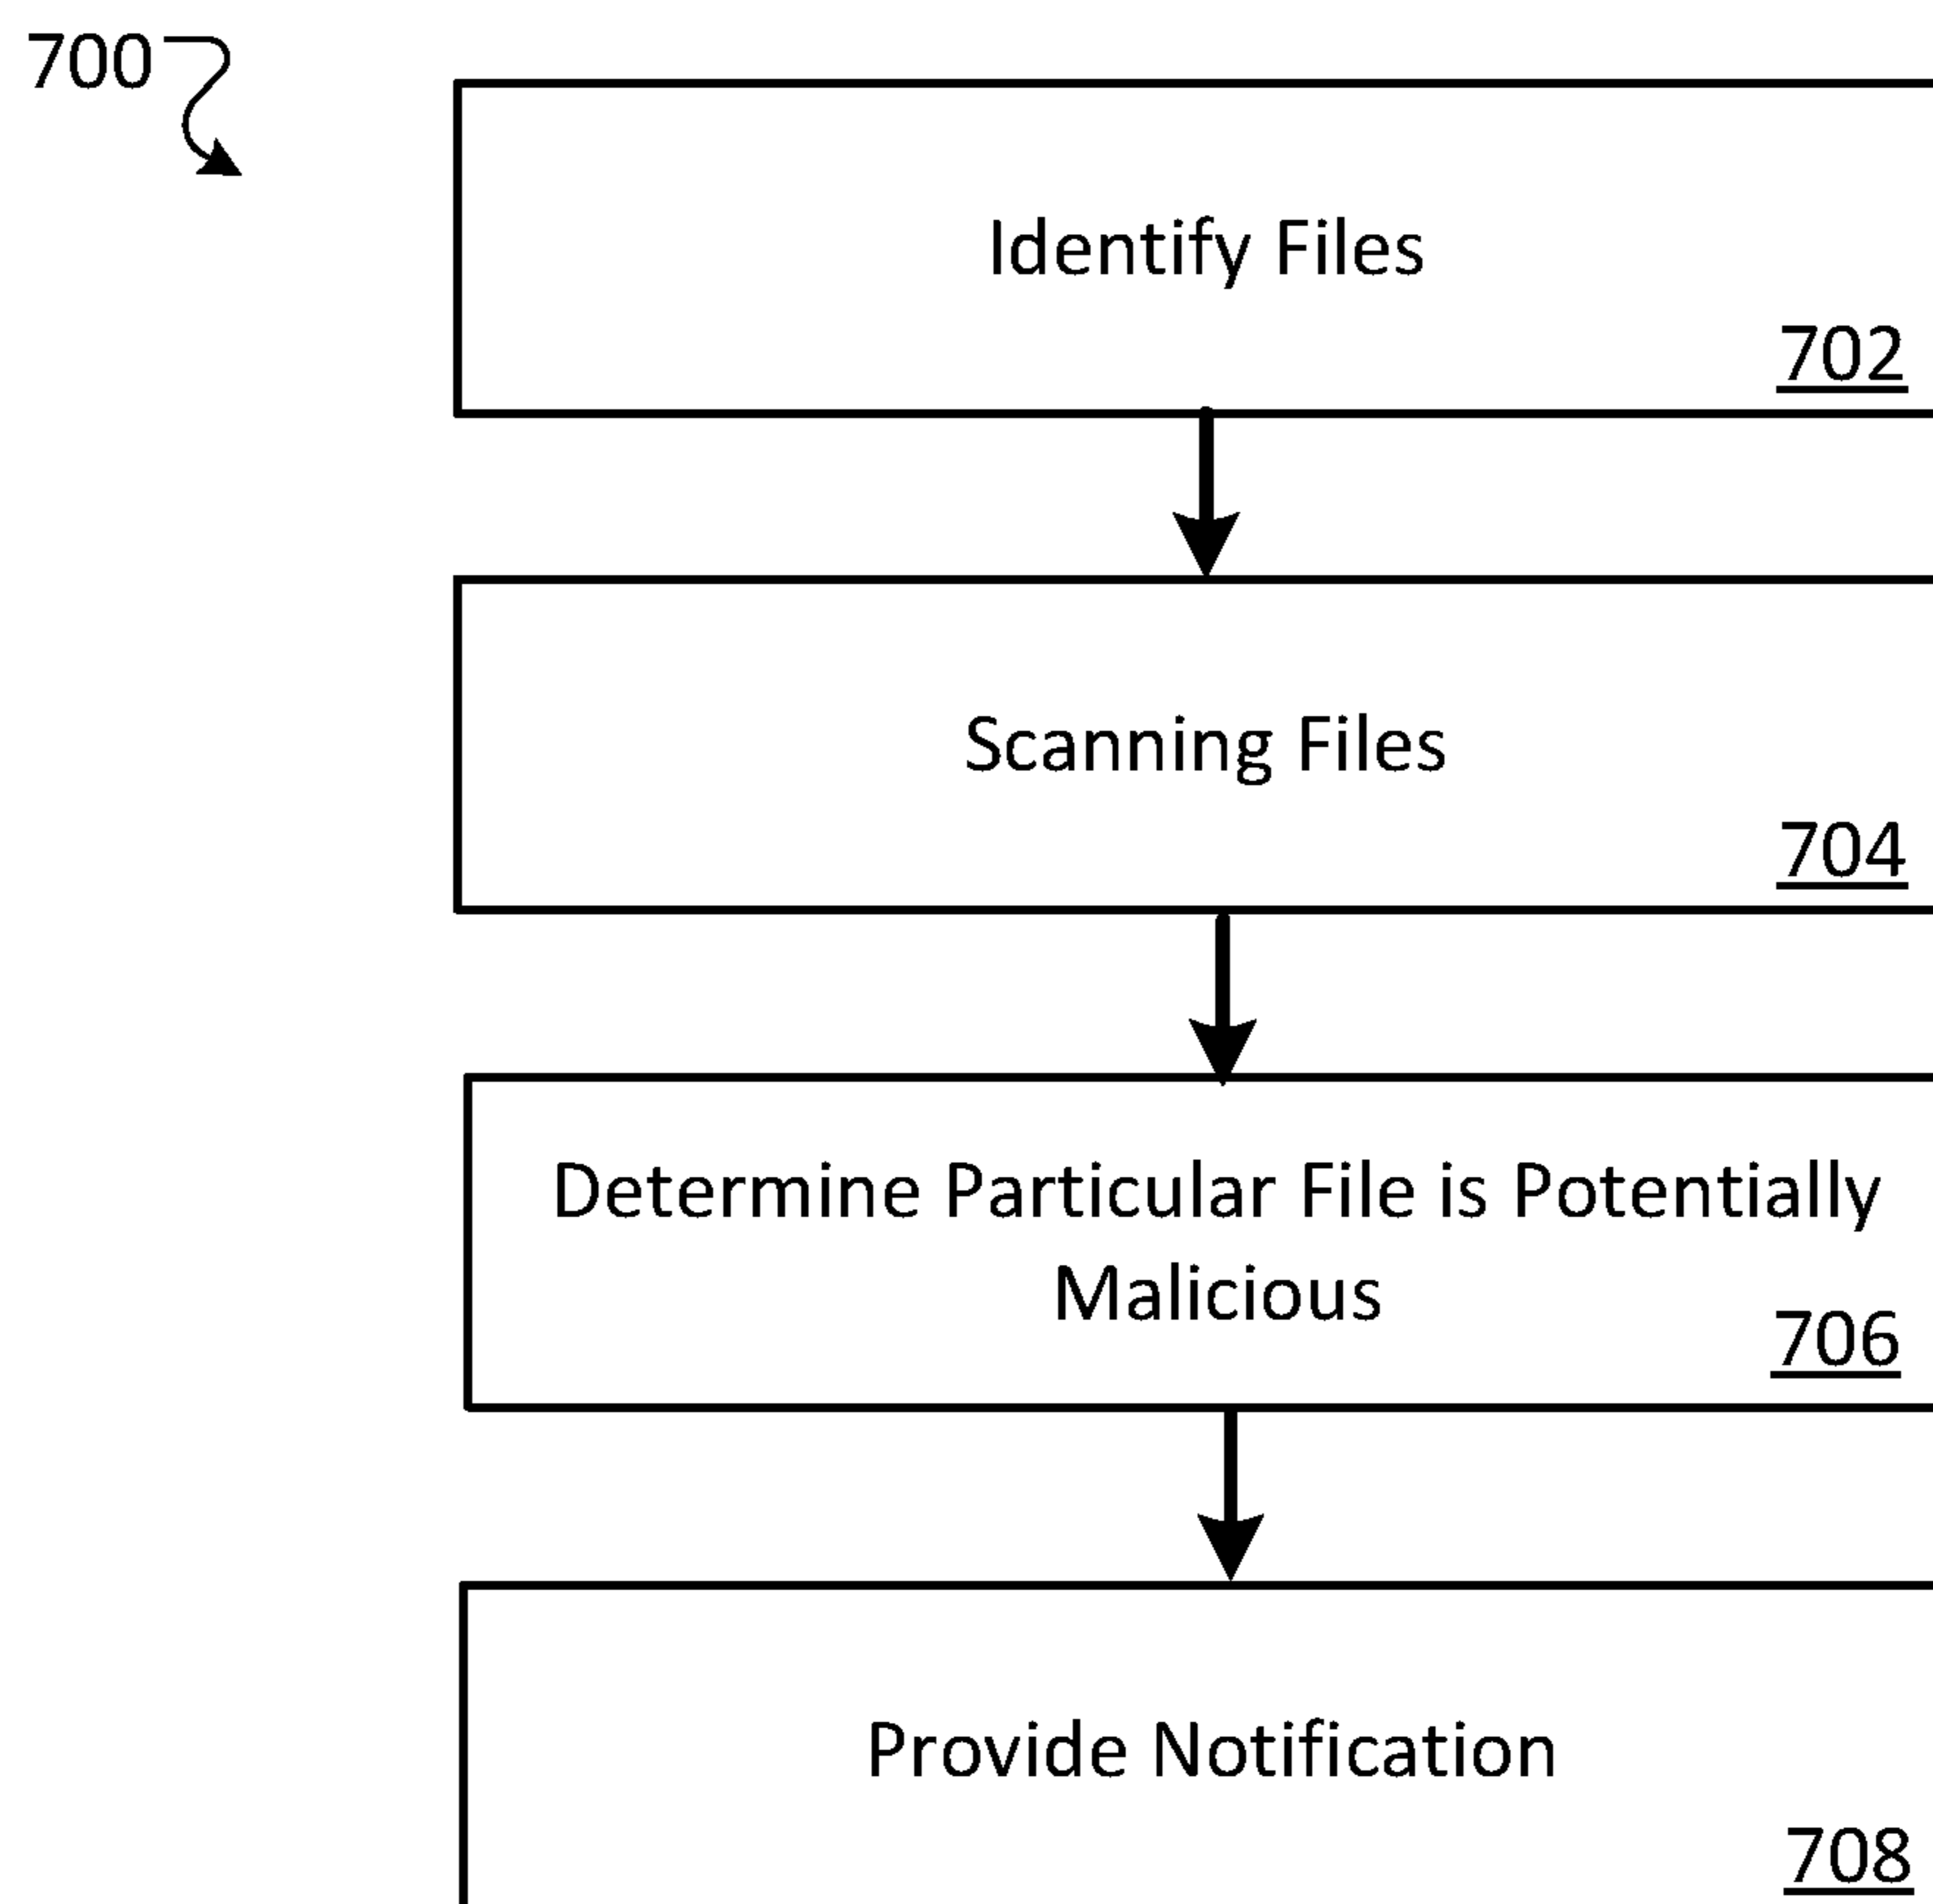 700
Identify Files
702
Scanning Files
704
Determine Particular File is Potentially
Malicious
706
Provide Notification
708